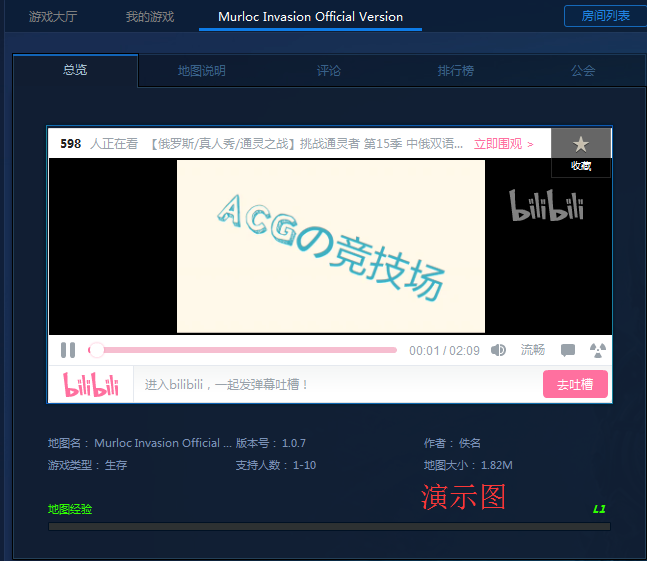 游戏大厅 我的游戏 Murloc Invasion Official Version 房间列表
总览 地图说明 评论 排行榜 公会
598 人正在看 【俄罗斯/真人秀/通灵之战】挑战通灵者 第15季 中俄双语... 立即围观 >
收藏
bilibili
ACGの竞技场
00:01 / 02:09 流畅
bilibili 进入bilibili，一起发弹幕吐槽！ 去吐槽
地图名： Murloc Invasion Official ... 版本号： 1.0.7 作者： 佚名
游戏类型： 生存 支持人数： 1-10 地图大小： 1.82M
演示图
地图经验 L1